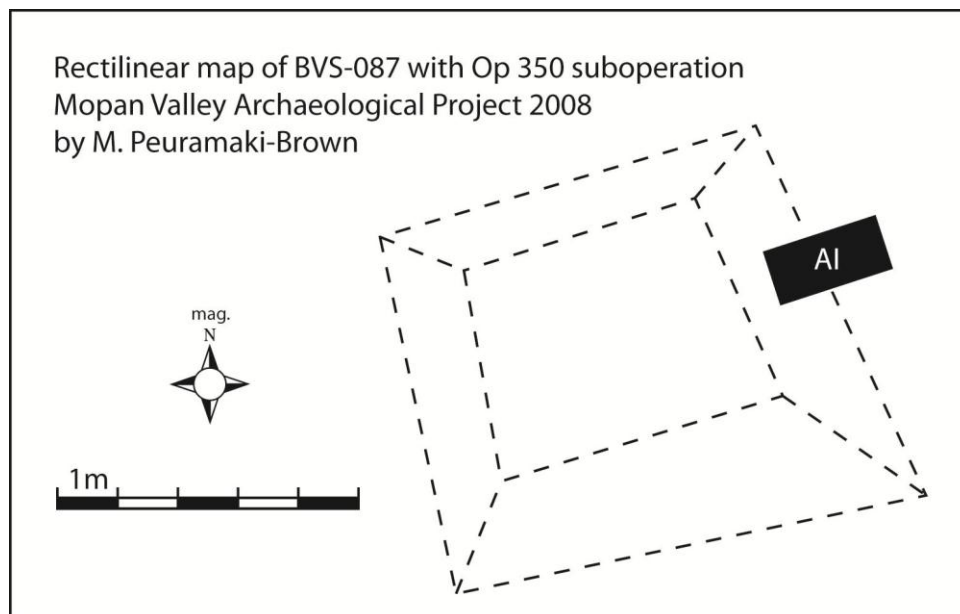 Rectilinear map of BVS-087 with Op 350 suboperation
Mopan Valley Archaeological Project 2008
by M. Peuramaki-Brown
AI
mag.
N
1m